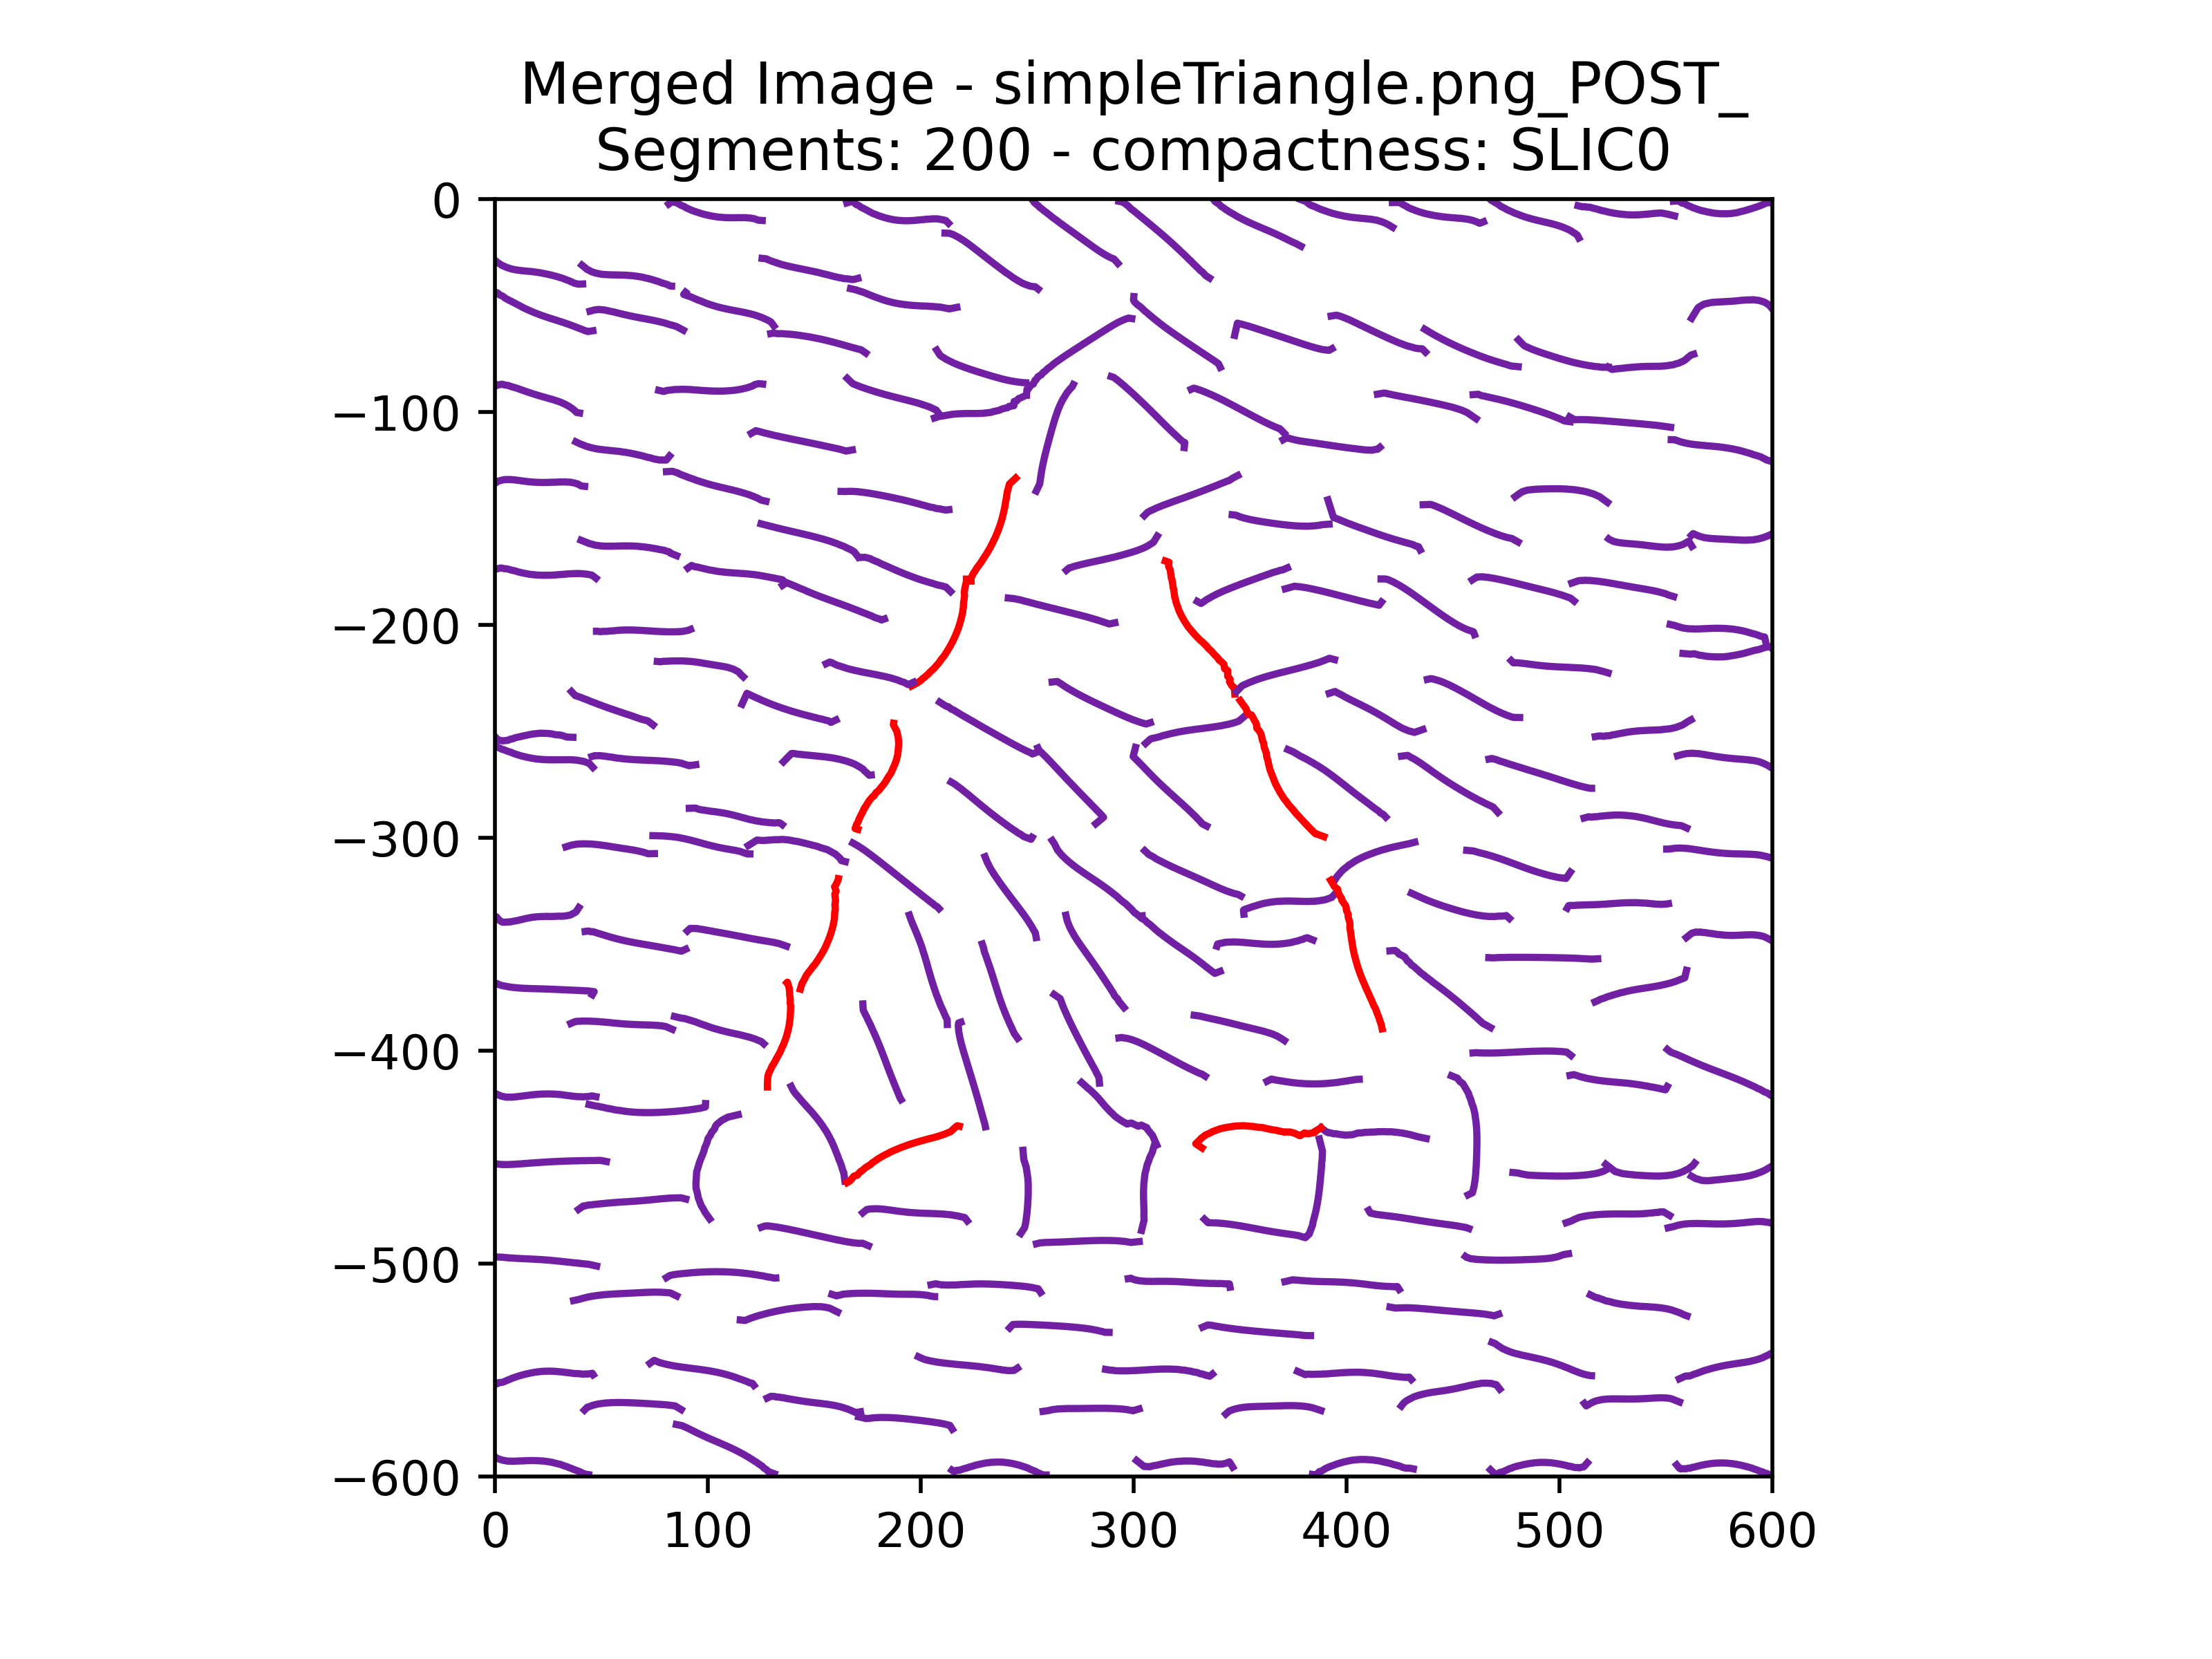 Merged Image - simpleTriangle.png_POST_
Segments: 200 - compactness: SLIC0
0
−100
−200
−300
−400
−500
−600
0 100 200 300 400 500 600